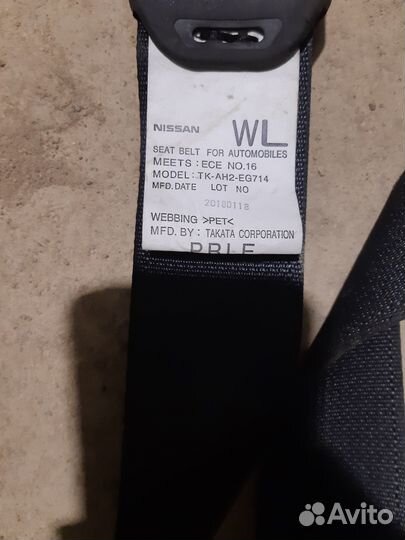 NISSAN WL
SEAT BELT FOR AUTOMOBILES
MEETS : ECE NO.16
MODEL : TK-AH2-EG714
MFD.DATE LOT NO
20180118
WEBBING >PET<
MFD. BY : TAKATA CORPORATION
Avito